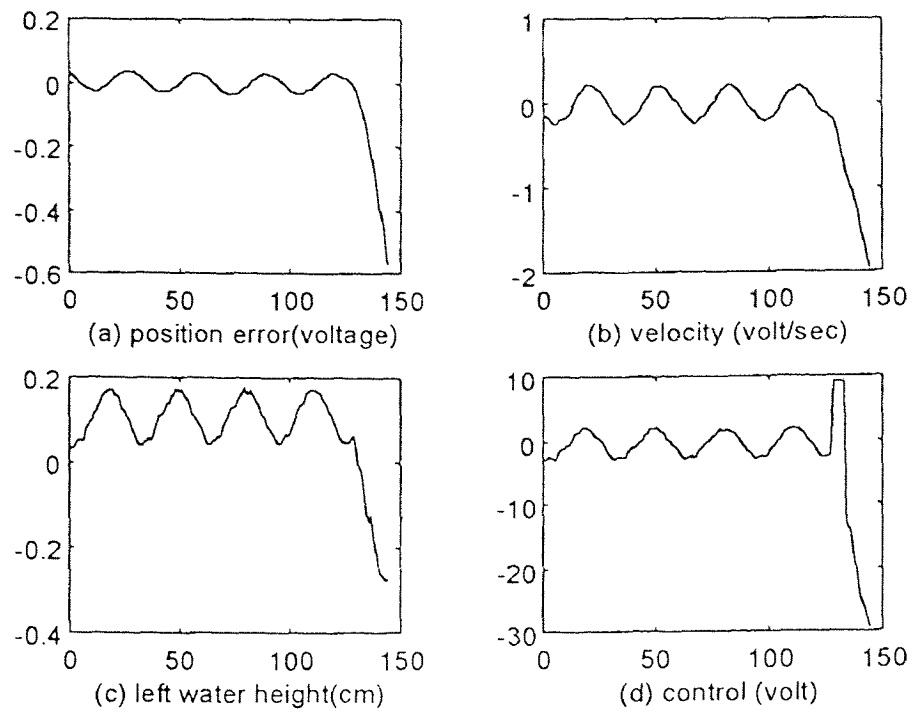 0.2
0
-0.2
-0.4
-0.6
0 50 100 150
(a) position error(voltage)
1
0
-1
-2
0 50 100 150
(b) velocity (volt/sec)
0.2
0
-0.2
-0.4
0 50 100 150
(c) left water height(cm)
10
0
-10
-20
-30
0 50 100 150
(d) control (volt)